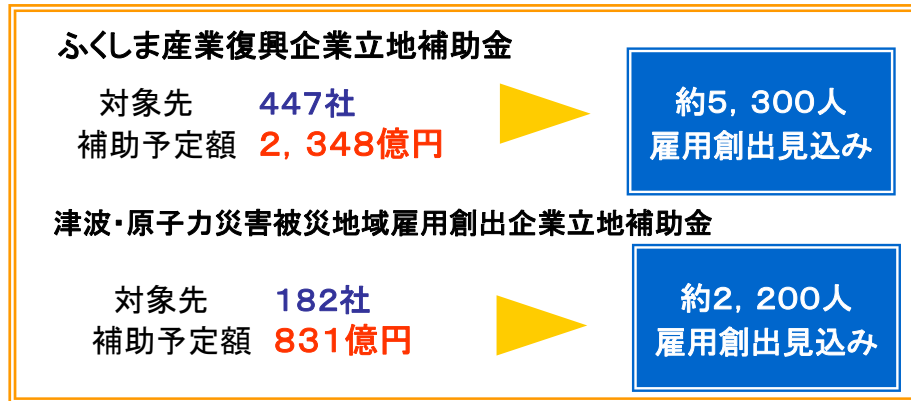 ふくしま産業復興企業立地補助金
対象先　447社
補助予定額　2，348億円
約5，300人
雇用創出見込み
津波・原子力災害被災地域雇用創出企業立地補助金
対象先　182社
補助予定額　831億円
約2，200人
雇用創出見込み